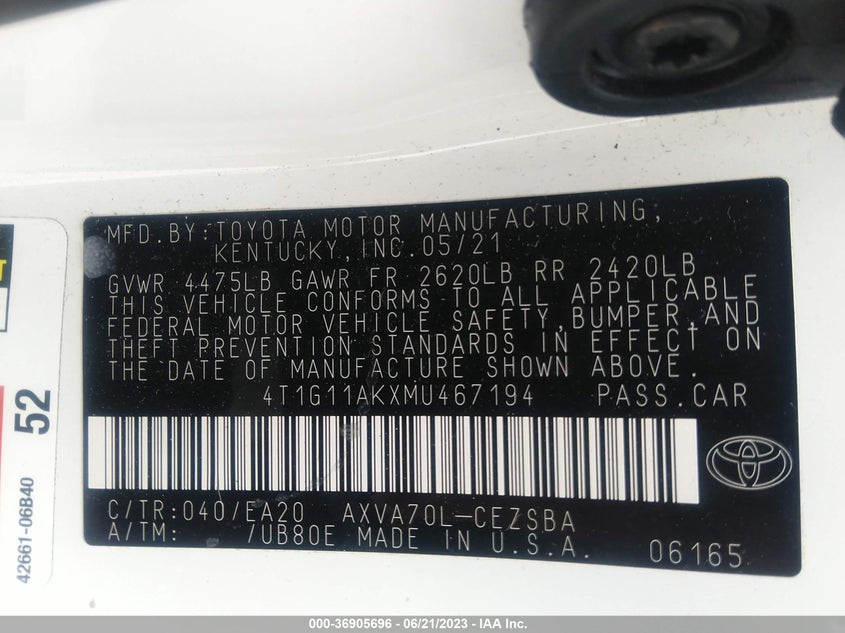 MFD.BY:TOYOTA MOTOR MANUFACTURING,
KENTUCKY,INC.05/21
GVWR 4475LB GAWR FR 2620LB RR 2420LB
THIS VEHICLE CONFORMS TO ALL APPLICABLE
FEDERAL MOTOR VEHICLE SAFETY,BUMPER,AND
THEFT PREVENTION STANDARDS IN EFFECT ON
THE DATE OF MANUFACTURE SHOWN ABOVE.
4T1G11AKXMU467194 PASS.CAR
C/TR:040/EA20 AXVA70L-CEZSBA
A/TM: /UB80E MADE IN U.S.A. 06165
52
42661-06B40
000-36905696 - 06/21/2023 - IAA Inc.